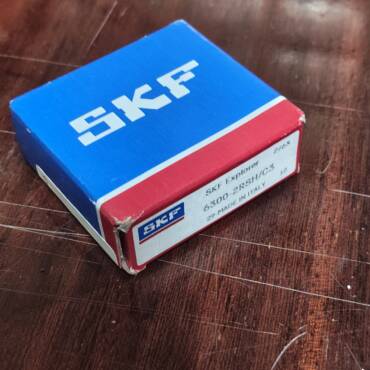 SKF
SKF
SKF Explorer
6300-2RSH/C3
MADE IN ITALY